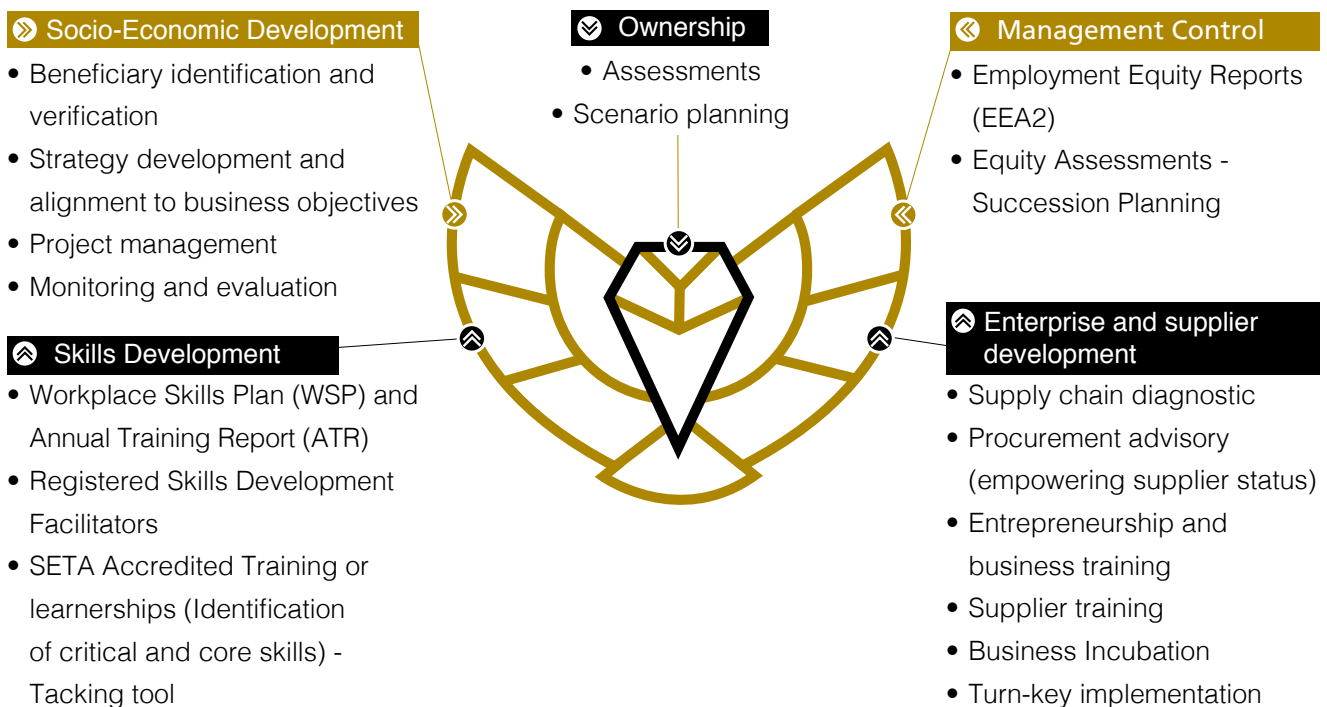 Socio-Economic Development
• Beneficiary identification and
verification
• Strategy development and
alignment to business objectives
• Project management
• Monitoring and evaluation
Ownership
• Assessments
• Scenario planning
Management Control
• Employment Equity Reports
(EEA2)
• Equity Assessments -
Succession Planning
Skills Development
• Workplace Skills Plan (WSP) and
Annual Training Report (ATR)
• Registered Skills Development
Facilitators
• SETA Accredited Training or
learnerships (Identification
of critical and core skills) -
Tacking tool
Enterprise and supplier
development
• Supply chain diagnostic
• Procurement advisory
(empowering supplier status)
• Entrepreneurship and
business training
• Supplier training
• Business Incubation
• Turn-key implementation